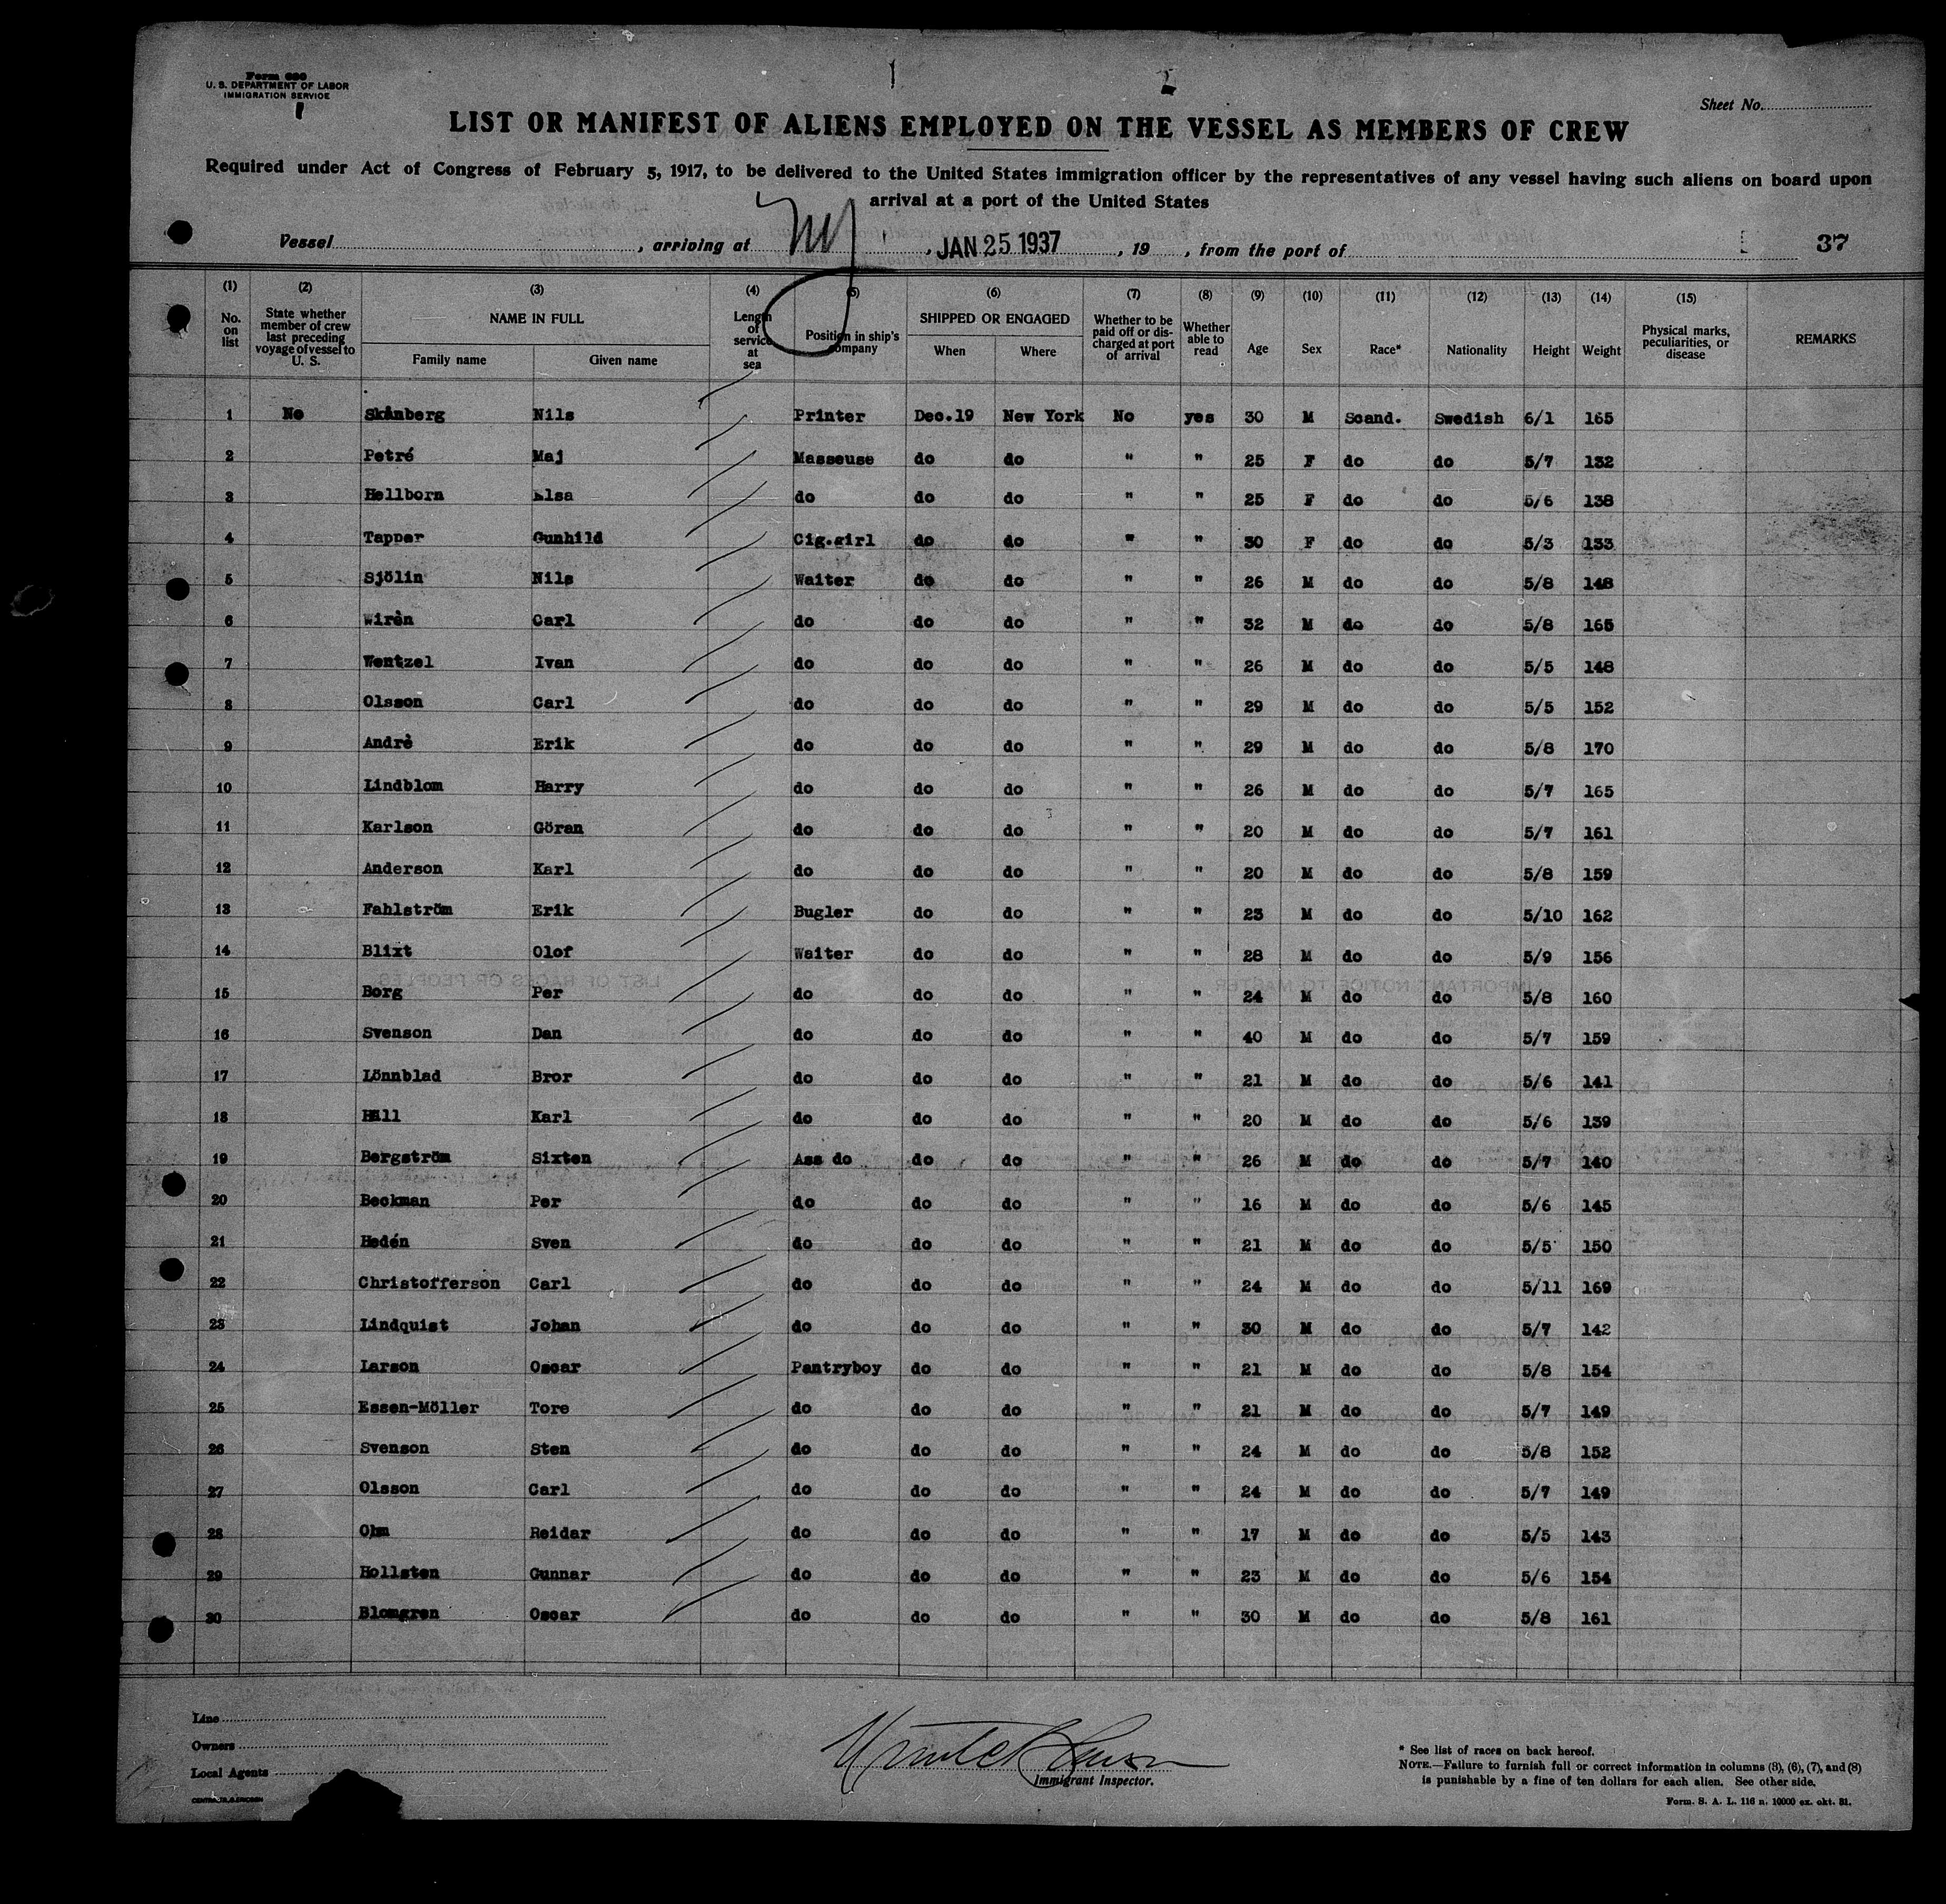 Form 680
U. S. DEPARTMENT OF LABOR
IMMIGRATION SERVICE
Sheet No.
LIST OR MANIFEST OF ALIENS EMPLOYED ON THE VESSEL AS MEMBERS OF CREW
Required under Act of Congress of February 5, 1917, to be delivered to the United States immigration officer by the representatives of any vessel having such aliens on board upon
arrival at a port of the United States
Vessel , arriving at NY , JAN 25 1937 , 19 , from the port of 37
(1) (2) (3) (4) (5) (6) (7) (8) (9) (10) (11) (12) (13) (14) (15)
No. on list State whether member of crew last preceding voyage of vessel to U. S. NAME IN FULL Family name Given name Length of service at sea Position in ship's company SHIPPED OR ENGAGED When Where Whether to be paid off or discharged at port of arrival Whether able to read Age Sex Race* Nationality Height Weight Physical marks, peculiarities, or disease REMARKS
1 No Skånberg Nils Printer Dec.19 New York No yes 30 M Scand. Swedish 6/1 165
2 Petré Maj Masseuse do do " " 25 F do do 5/7 132
3 Hellborn Elsa do do do " " 25 F do do 5/6 138
4 Tapper Gunhild Cig.girl do do " " 30 F do do 5/3 133
5 Sjölin Nils Waiter do do " " 26 M do do 5/8 148
6 Wirèn Carl do do do " " 32 M do do 5/8 165
7 Wentzel Ivan do do do " " 26 M do do 5/5 148
8 Olsson Carl do do do " " 29 M do do 5/5 152
9 Andrè Erik do do do " " 29 M do do 5/8 170
10 Lindblom Harry do do do " " 26 M do do 5/7 165
11 Karlson Göran do do do " " 20 M do do 5/7 161
12 Anderson Karl do do do " " 20 M do do 5/8 159
13 Fahlström Erik Bugler do do " " 23 M do do 5/10 162
14 Blixt Olof Waiter do do " " 28 M do do 5/9 156
15 Borg Per do do do " " 24 M do do 5/8 160
16 Svenson Dan do do do " " 40 M do do 5/7 159
17 Lönnblad Bror do do do " " 21 M do do 5/6 141
18 Häll Karl do do do " " 20 M do do 5/6 139
19 Bergström Sixten Ass do do do " " 26 M do do 5/7 140
20 Beckman Per do do do " " 16 M do do 5/6 145
21 Hedén Sven do do do " " 21 M do do 5/5 150
22 Christofferson Carl do do do " " 24 M do do 5/11 169
23 Lindquist Johan do do do " " 30 M do do 5/7 142
24 Larson Oscar Pantryboy do do " " 21 M do do 5/8 154
25 Essen-Möller Tore do do do " " 21 M do do 5/7 149
26 Svenson Sten do do do " " 24 M do do 5/8 152
27 Olsson Carl do do do " " 24 M do do 5/7 149
28 Ohm Reidar do do do " " 17 M do do 5/5 143
29 Hollsten Gunnar do do do " " 23 M do do 5/6 154
30 Blomgren Oscar do do do " " 30 M do do 5/8 161
Line
Owners
Local Agents
Immigrant Inspector.
* See list of races on back hereof.
NOTE.—Failure to furnish full or correct information in columns (3), (6), (7), and (8)
is punishable by a fine of ten dollars for each alien. See other side.
Form. S. A. L. 116 n. 10000 ex. okt. 31.